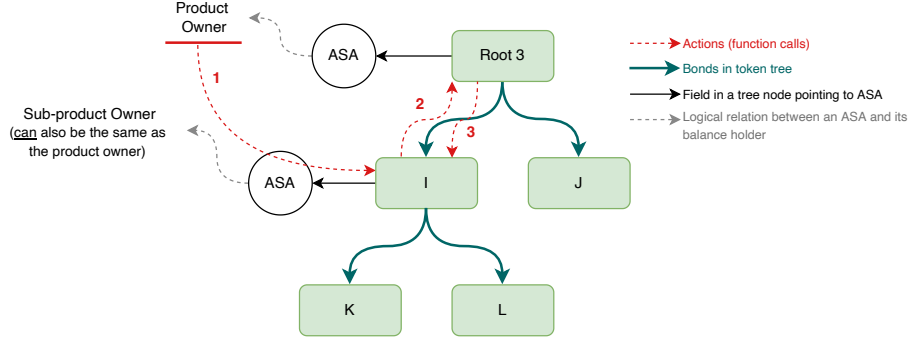 Product
Owner
ASA
Root 3
Actions (function calls)
Bonds in token tree
Field in a tree node pointing to ASA
Logical relation between an ASA and its
balance holder
1
2
3
Sub-product Owner
(can also be the same as
the product owner)
ASA
I
J
K
L